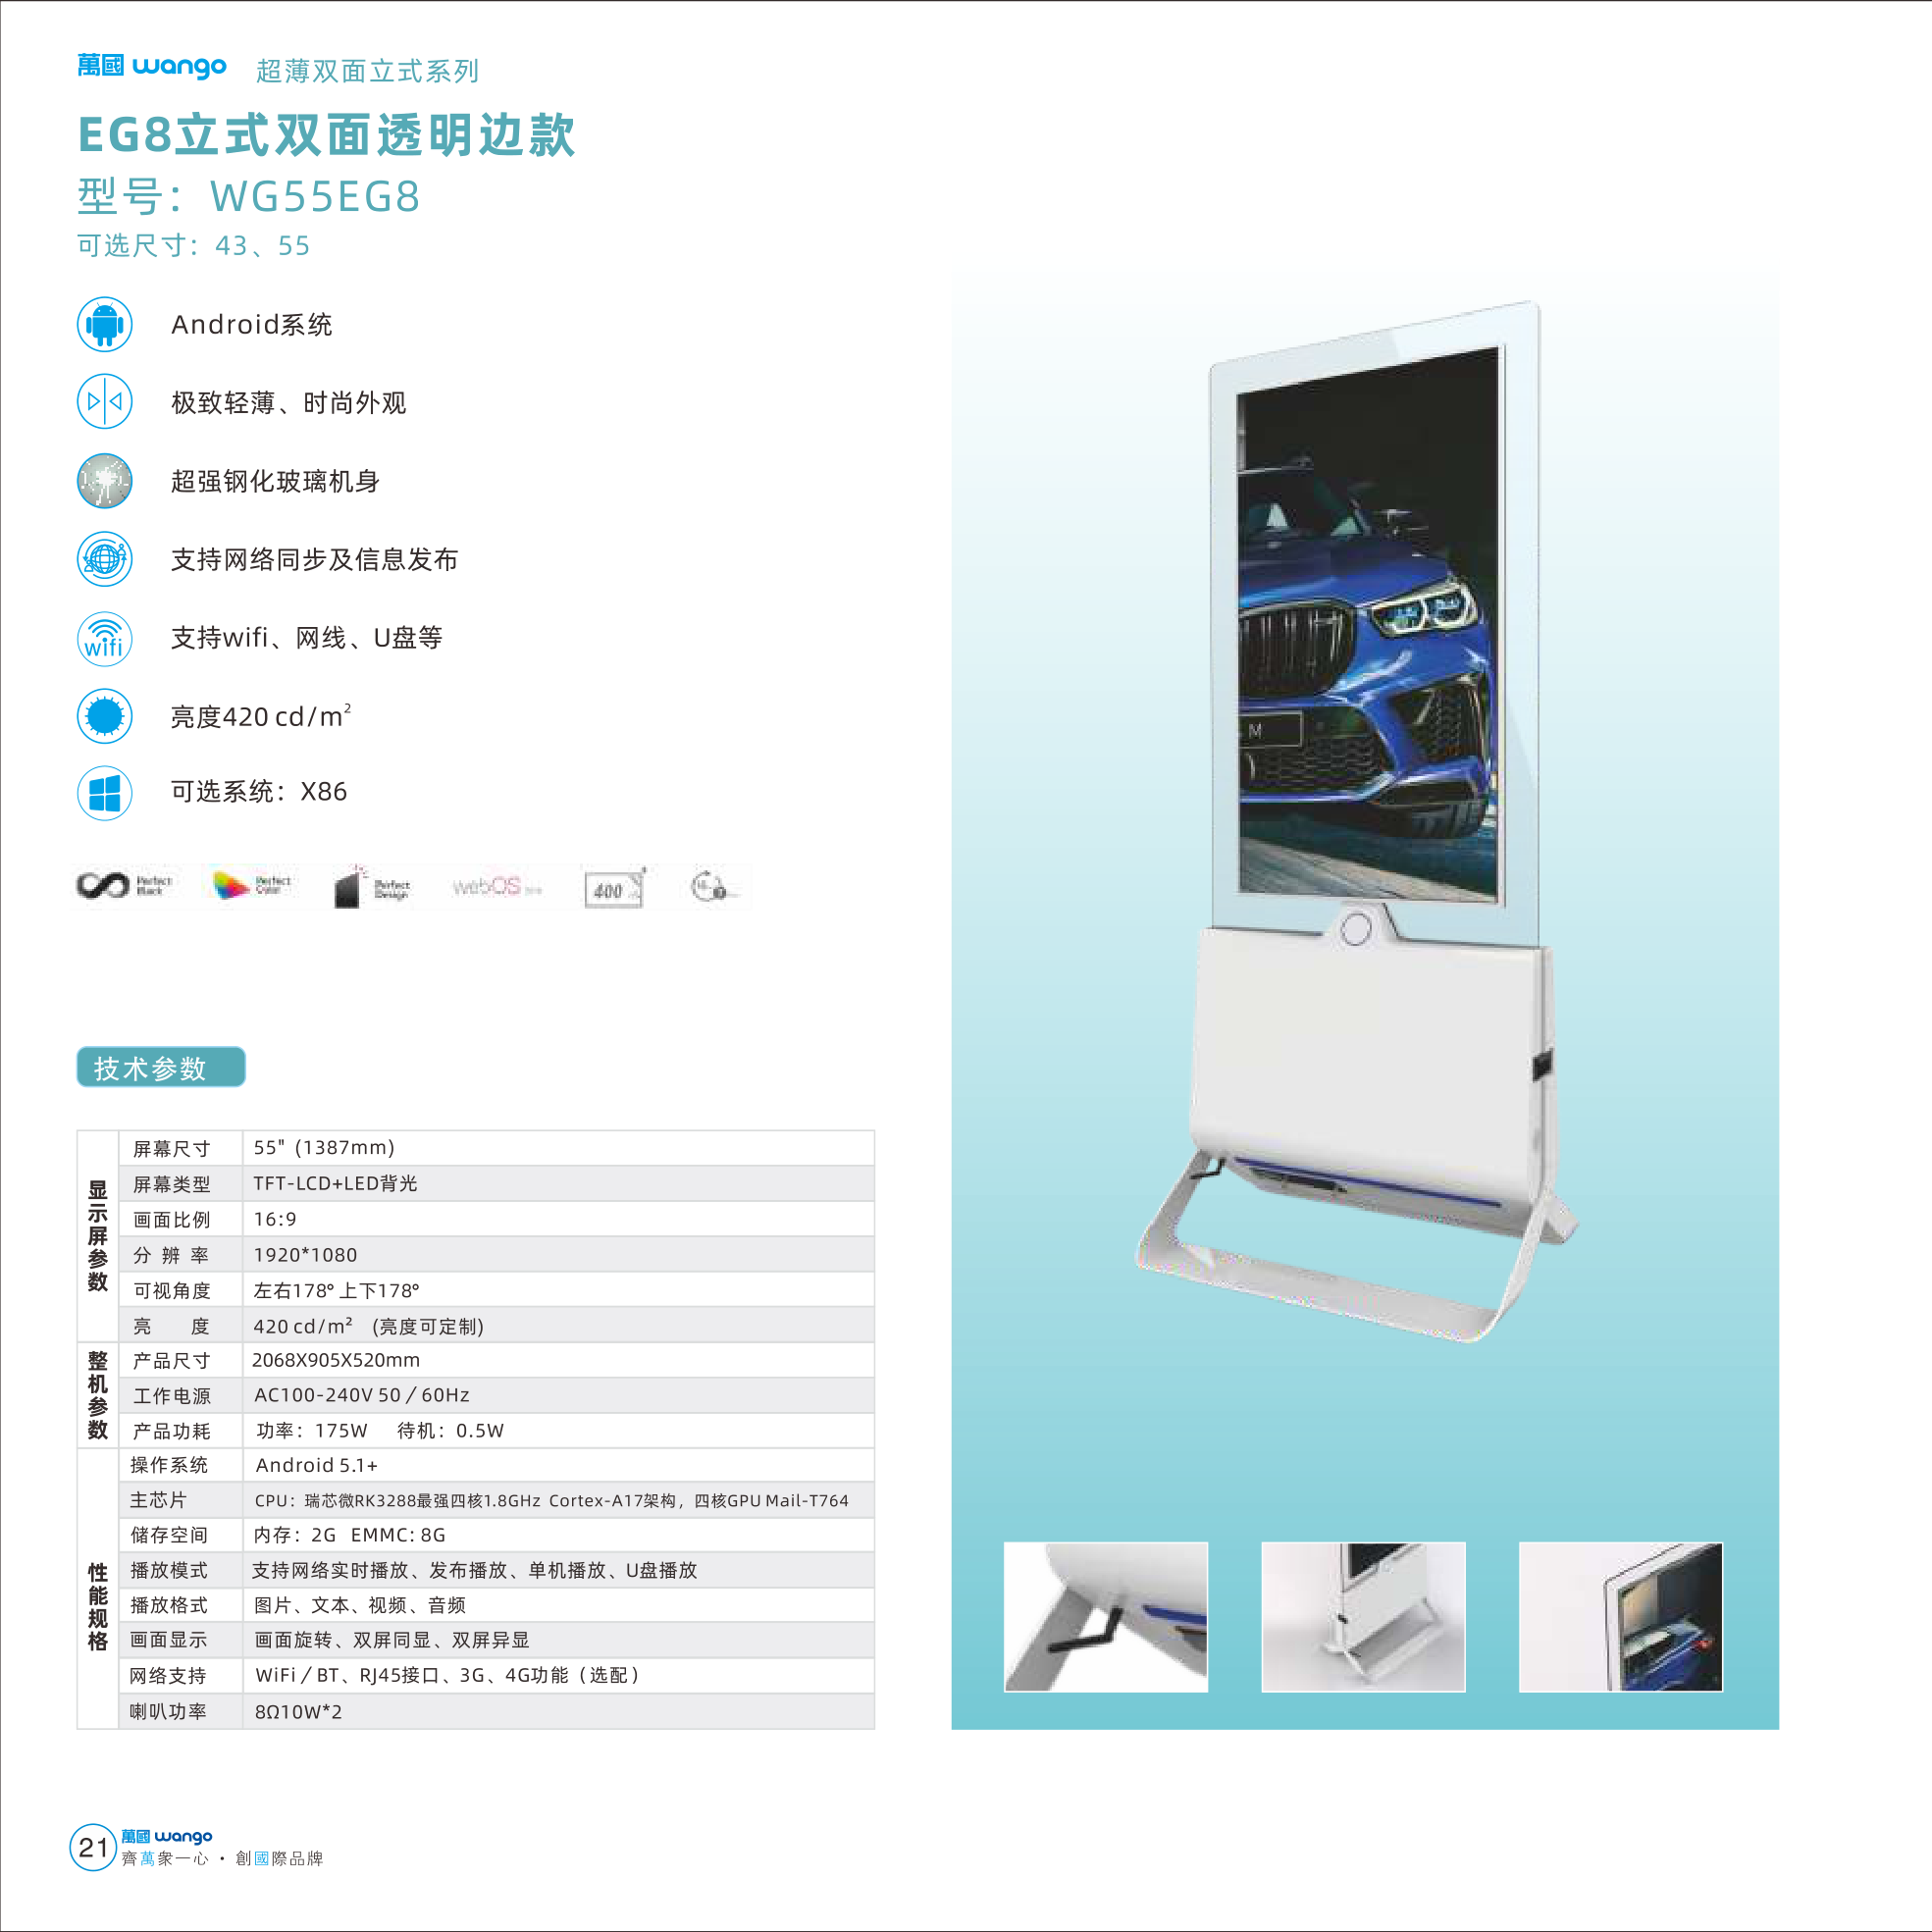 萬國 wango 超薄双面立式系列
EG8立式双面透明边款
型号：WG55EG8
可选尺寸：43、55
Android系统
极致轻薄、时尚外观
超强钢化玻璃机身
支持网络同步及信息发布
wifi 支持wifi、网线、U盘等
亮度420 cd/m²
可选系统：X86
Perfect Black
Perfect Color
Perfect Design
webOS
400
M
技术参数
显示屏参数
屏幕尺寸 55" (1387mm)
屏幕类型 TFT-LCD+LED背光
画面比例 16:9
分辨率 1920*1080
可视角度 左右178° 上下178°
亮度 420 cd/m² (亮度可定制)
整机参数
产品尺寸 2068X905X520mm
工作电源 AC100-240V 50／60Hz
产品功耗 功率：175W 待机：0.5W
性能规格
操作系统 Android 5.1+
主芯片 CPU：瑞芯微RK3288最强四核1.8GHz Cortex-A17架构，四核GPU Mail-T764
储存空间 内存：2G EMMC: 8G
播放模式 支持网络实时播放、发布播放、单机播放、U盘播放
播放格式 图片、文本、视频、音频
画面显示 画面旋转、双屏同显、双屏异显
网络支持 WiFi／BT、RJ45接口、3G、4G功能（选配）
喇叭功率 8Ω10W*2
21 萬國 wango
齊萬衆一心・創國際品牌